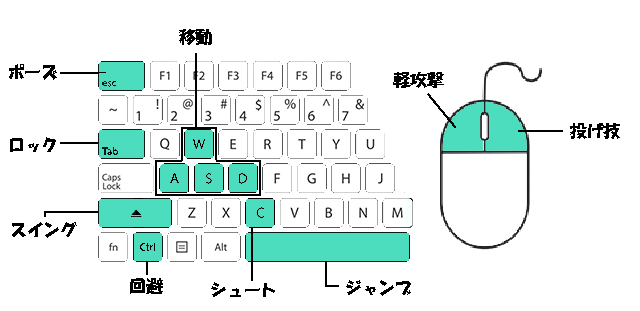 移動
ポーズ
esc F1 F2 F3 F4 F5 F6
軽攻撃
~ ! 1 @ 2 # 3 $ 4 % 5 ^ 6 & 7
投げ技
ロック
Tab Q W E R T Y U
Caps Lock A S D F G H J
Z X C V B N M
スイング
fn Ctrl Alt
回避
シュート
ジャンプ